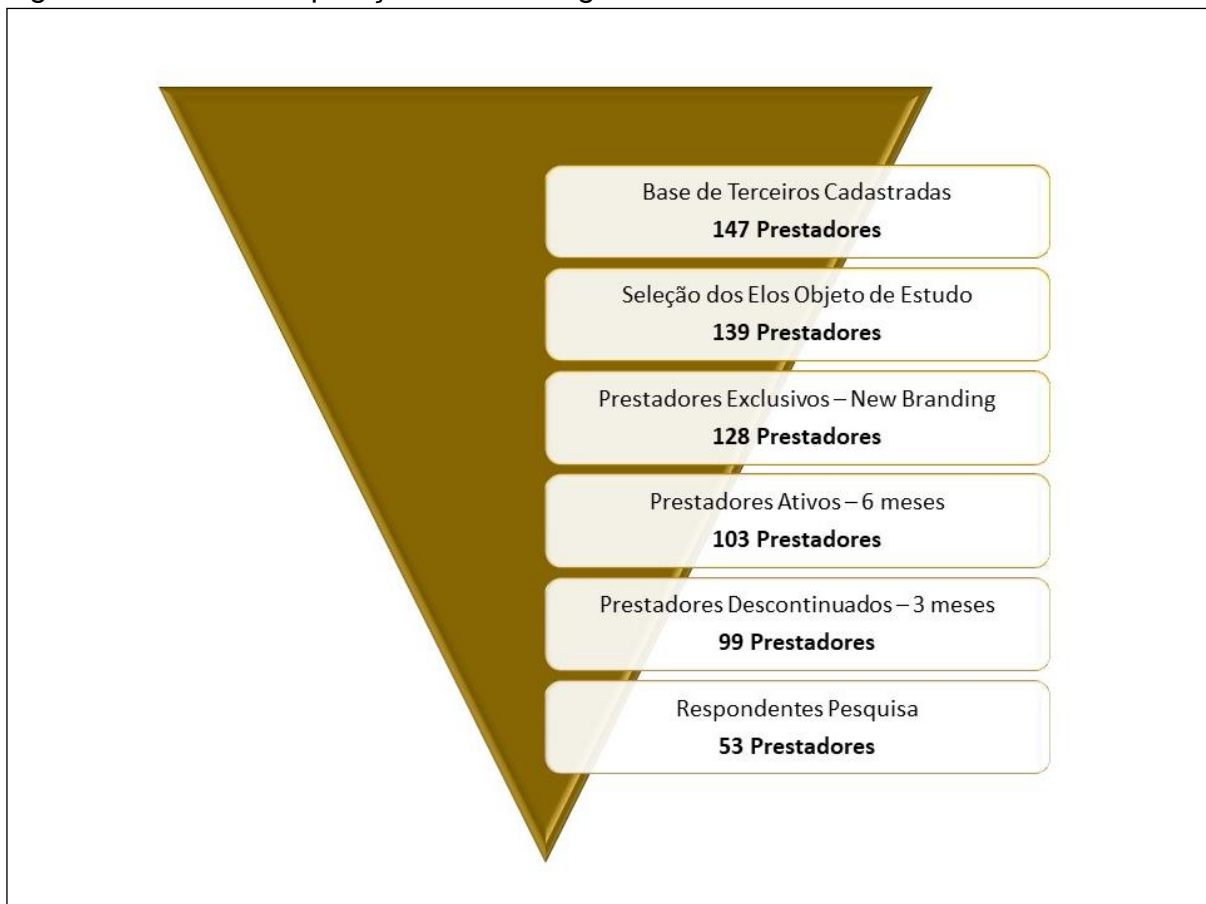 Base de Terceiros Cadastradas
147 Prestadores
Seleção dos Elos Objeto de Estudo
139 Prestadores
Prestadores Exclusivos – New Branding
128 Prestadores
Prestadores Ativos – 6 meses
103 Prestadores
Prestadores Descontinuados – 3 meses
99 Prestadores
Respondentes Pesquisa
53 Prestadores